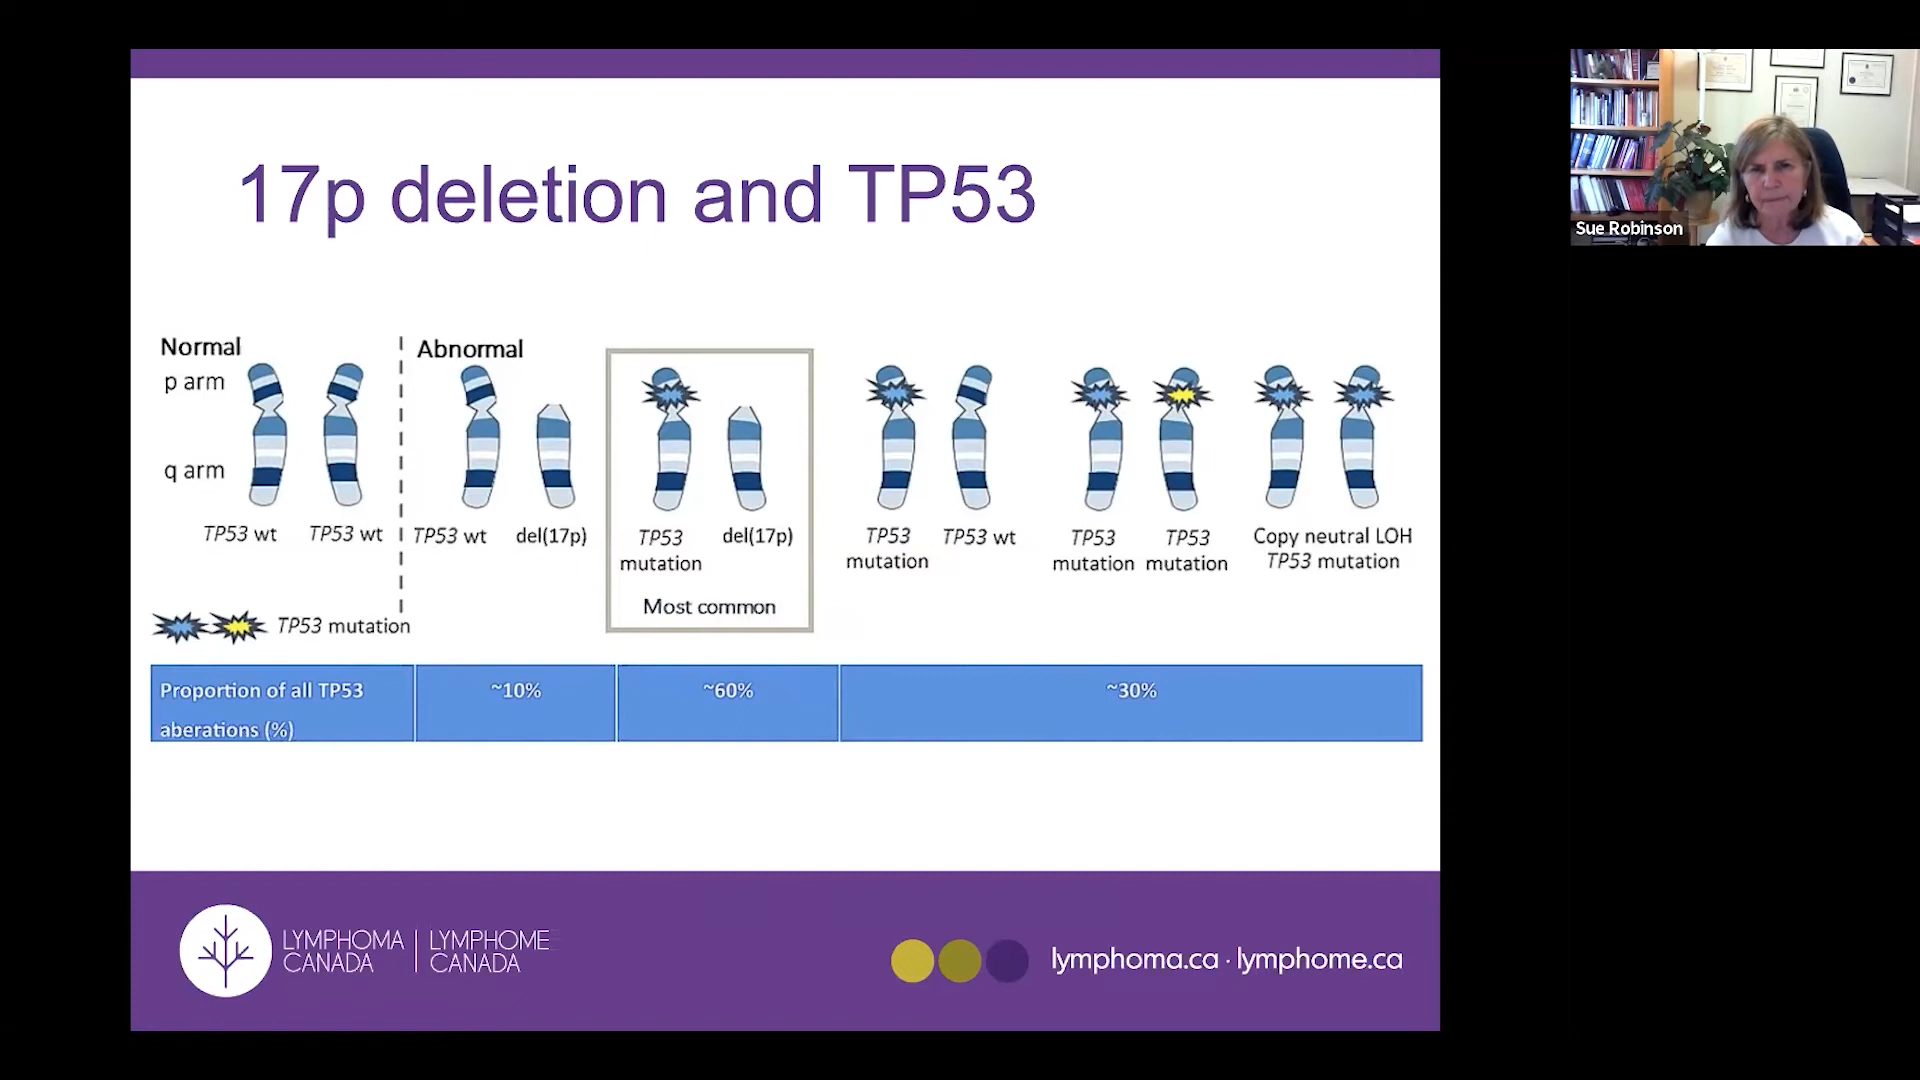 17p deletion and TP53
Normal
Abnormal
p arm
q arm
TP53 wt
TP53 wt
TP53 wt
del(17p)
TP53
mutation
del(17p)
Most common
TP53
mutation
TP53 wt
TP53
mutation
TP53
mutation
Copy neutral LOH
TP53 mutation
TP53 mutation
Proportion of all TP53
aberations (%)
~10%
~60%
~30%
LYMPHOMA
CANADA
LYMPHOME
CANADA
lymphoma.ca · lymphome.ca
Sue Robinson